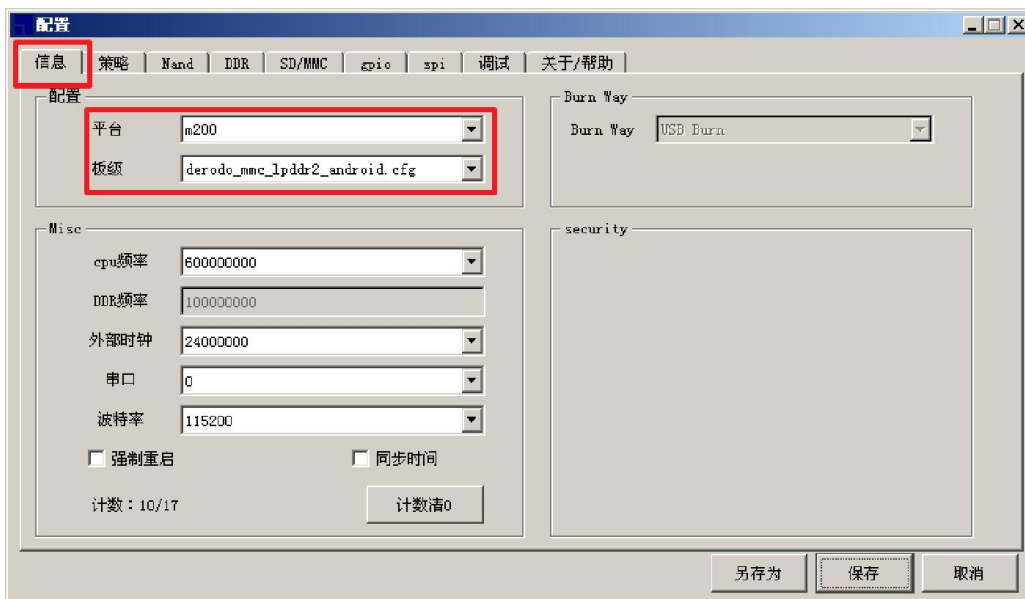 配置
信息 策略 Nand DDR SD/MMC gpio spi 调试 关于/帮助
配置
平台 m200
板级 derodo_mmc_lpddr2_android.cfg
Burn Way
Burn Way USB Burn
Misc
cpu频率 600000000
DDR频率 100000000
外部时钟 24000000
串口 0
波特率 115200
强制重启 同步时间
计数：10/17 计数清0
security
另存为 保存 取消